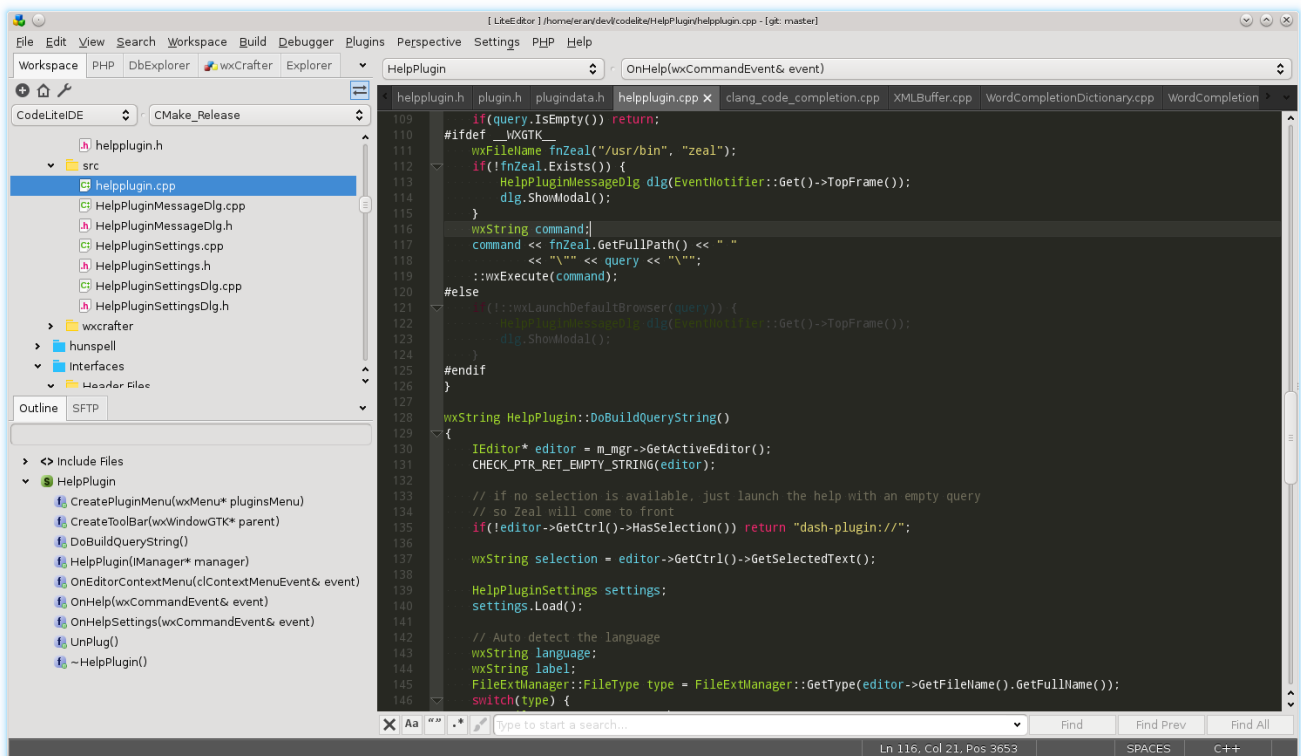 [ LiteEditor ] /home/eran/devl/codelite/HelpPlugin/helpplugin.cpp - [git: master]
File Edit View Search Workspace Build Debugger Plugins Perspective Settings PHP Help
Workspace PHP DbExplorer wxCrafter Explorer
HelpPlugin OnHelp(wxCommandEvent& event)
CodeLiteIDE CMake_Release
helpplugin.h
src
helpplugin.cpp
HelpPluginMessageDlg.cpp
HelpPluginMessageDlg.h
HelpPluginSettings.cpp
HelpPluginSettings.h
HelpPluginSettingsDlg.cpp
HelpPluginSettingsDlg.h
wxcrafter
hunspell
Interfaces
Header Files
Outline SFTP
<> Include Files
S HelpPlugin
CreatePluginMenu(wxMenu* pluginsMenu)
CreateToolBar(wxWindowGTK* parent)
DoBuildQueryString()
HelpPlugin(IManager* manager)
OnEditorContextMenu(clContextMenuEvent& event)
OnHelp(wxCommandEvent& event)
OnHelpSettings(wxCommandEvent& event)
UnPlug()
~HelpPlugin()
helpplugin.h plugin.h plugindata.h helpplugin.cpp X clang_code_completion.cpp XMLBuffer.cpp WordCompletionDictionary.cpp WordCompletion
109 if(query.IsEmpty()) return;
110 #ifdef __WXGTK__
111 wxFileName fnZeal("/usr/bin", "zeal");
112 if(!fnZeal.Exists()) {
113 HelpPluginMessageDlg dlg(EventNotifier::Get()->TopFrame());
114 dlg.ShowModal();
115 }
116 wxString command;
117 command << fnZeal.GetFullPath() << " "
118 << "\"" << query << "\"";
119 ::wxExecute(command);
120 #else
121 if(!::wxLaunchDefaultBrowser(query)) {
122 HelpPluginMessageDlg dlg(EventNotifier::Get()->TopFrame());
123 dlg.ShowModal();
124 }
125 #endif
126 }
127
128 wxString HelpPlugin::DoBuildQueryString()
129 {
130 IEditor* editor = m_mgr->GetActiveEditor();
131 CHECK_PTR_RET_EMPTY_STRING(editor);
132
133 // if no selection is available, just launch the help with an empty query
134 // so Zeal will come to front
135 if(!editor->GetCtrl()->HasSelection()) return "dash-plugin://";
136
137 wxString selection = editor->GetCtrl()->GetSelectedText();
138
139 HelpPluginSettings settings;
140 settings.Load();
141
142 // Auto detect the language
143 wxString language;
144 wxString label;
145 FileExtManager::FileType type = FileExtManager::GetType(editor->GetFileName().GetFullName());
146 switch(type) {
Aa “” .* Type to start a search... Find Find Prev Find All
Ln 116, Col 21, Pos 3653 SPACES C++